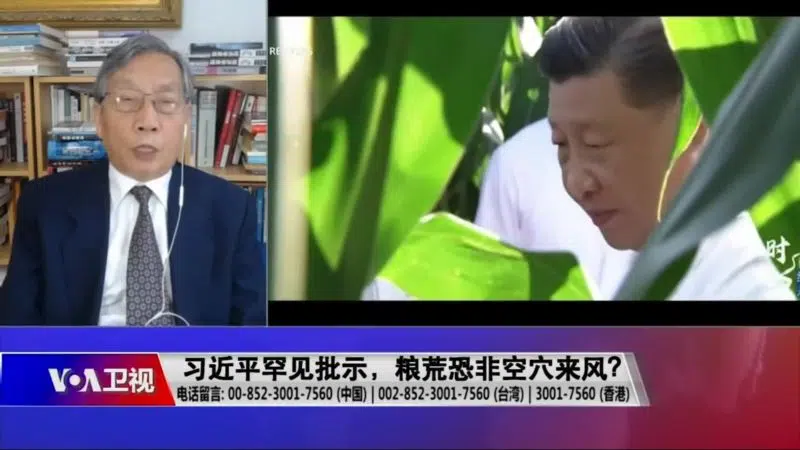 REUTERS
时
VOA卫视
习近平罕见批示，粮荒恐非空穴来风？
电话留言: 00-852-3001-7560 (中国) | 002-852-3001-7560 (台湾) | 3001-7560 (香港)